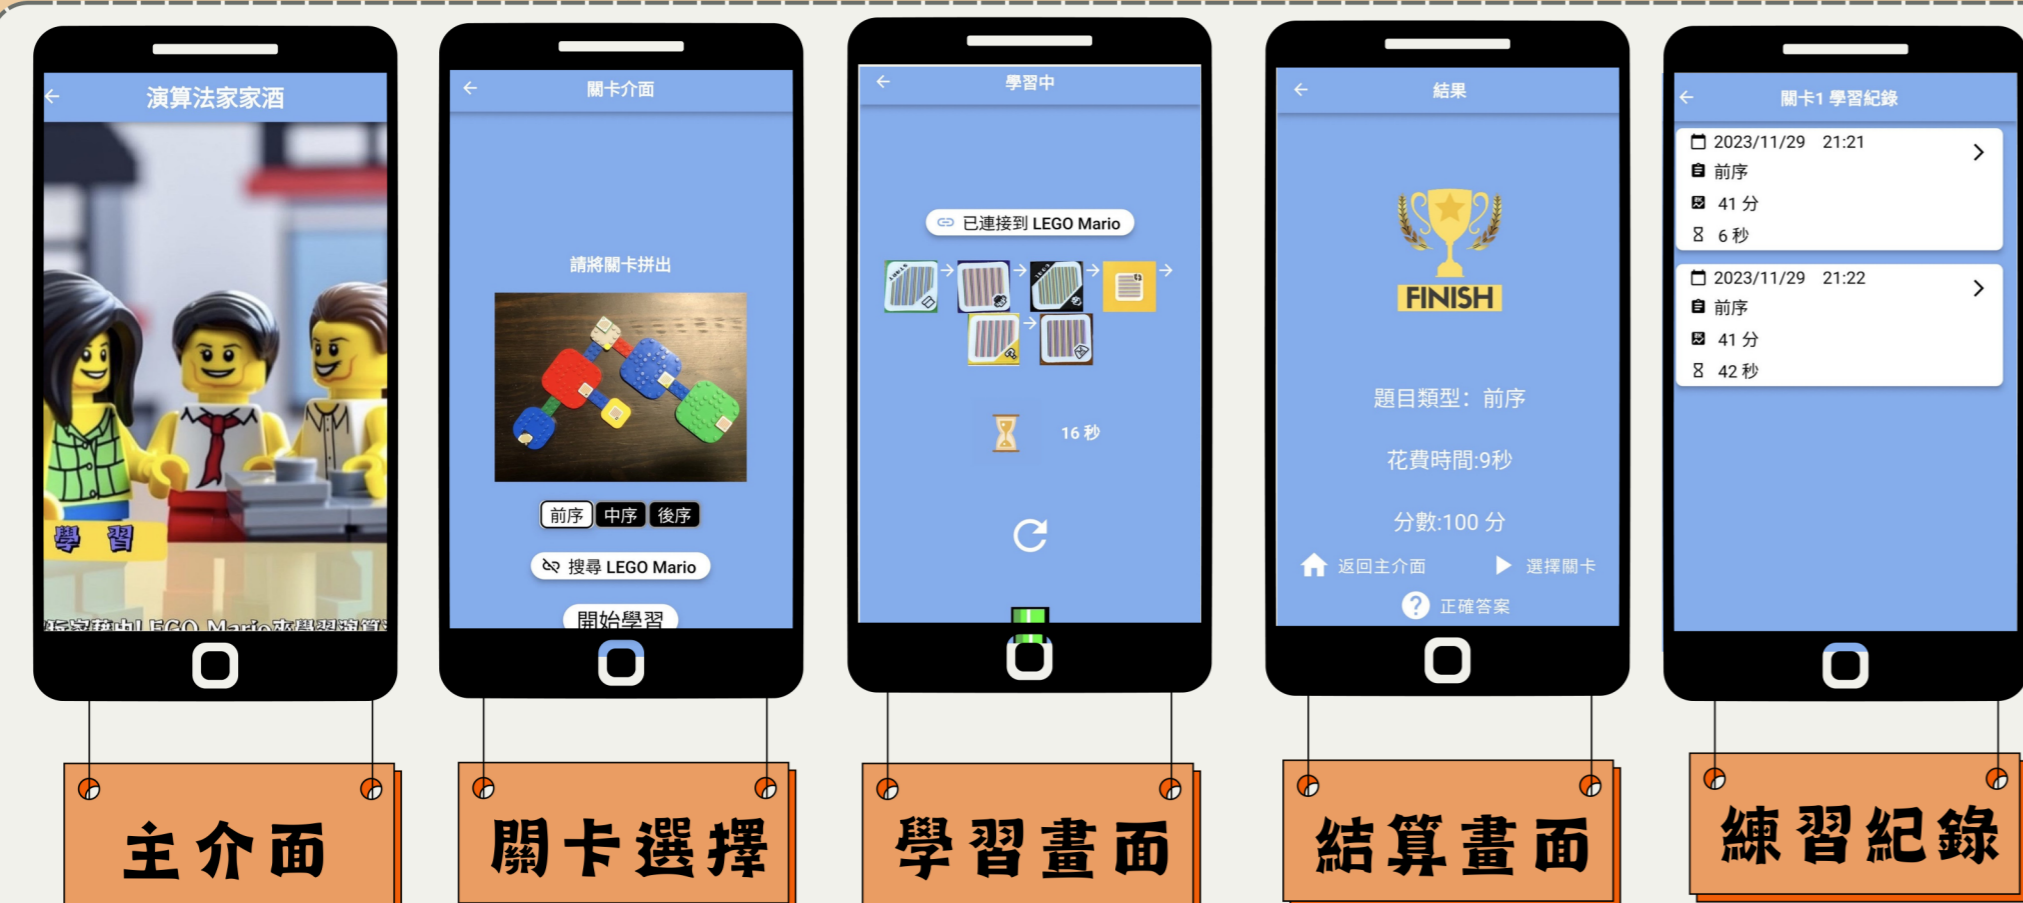 演算法家家酒
學習
關卡介面
請將關卡拼出
前序 中序 後序
搜尋 LEGO Mario
開始學習
學習中
已連接到 LEGO Mario
16 秒
結果
FINISH
題目類型：前序
花費時間:9秒
分數:100 分
返回主介面 選擇關卡
? 正確答案
關卡1 學習紀錄
2023/11/29 21:21
前序
41 分
6 秒
2023/11/29 21:22
前序
41 分
42 秒
主介面
關卡選擇
學習畫面
結算畫面
練習紀錄